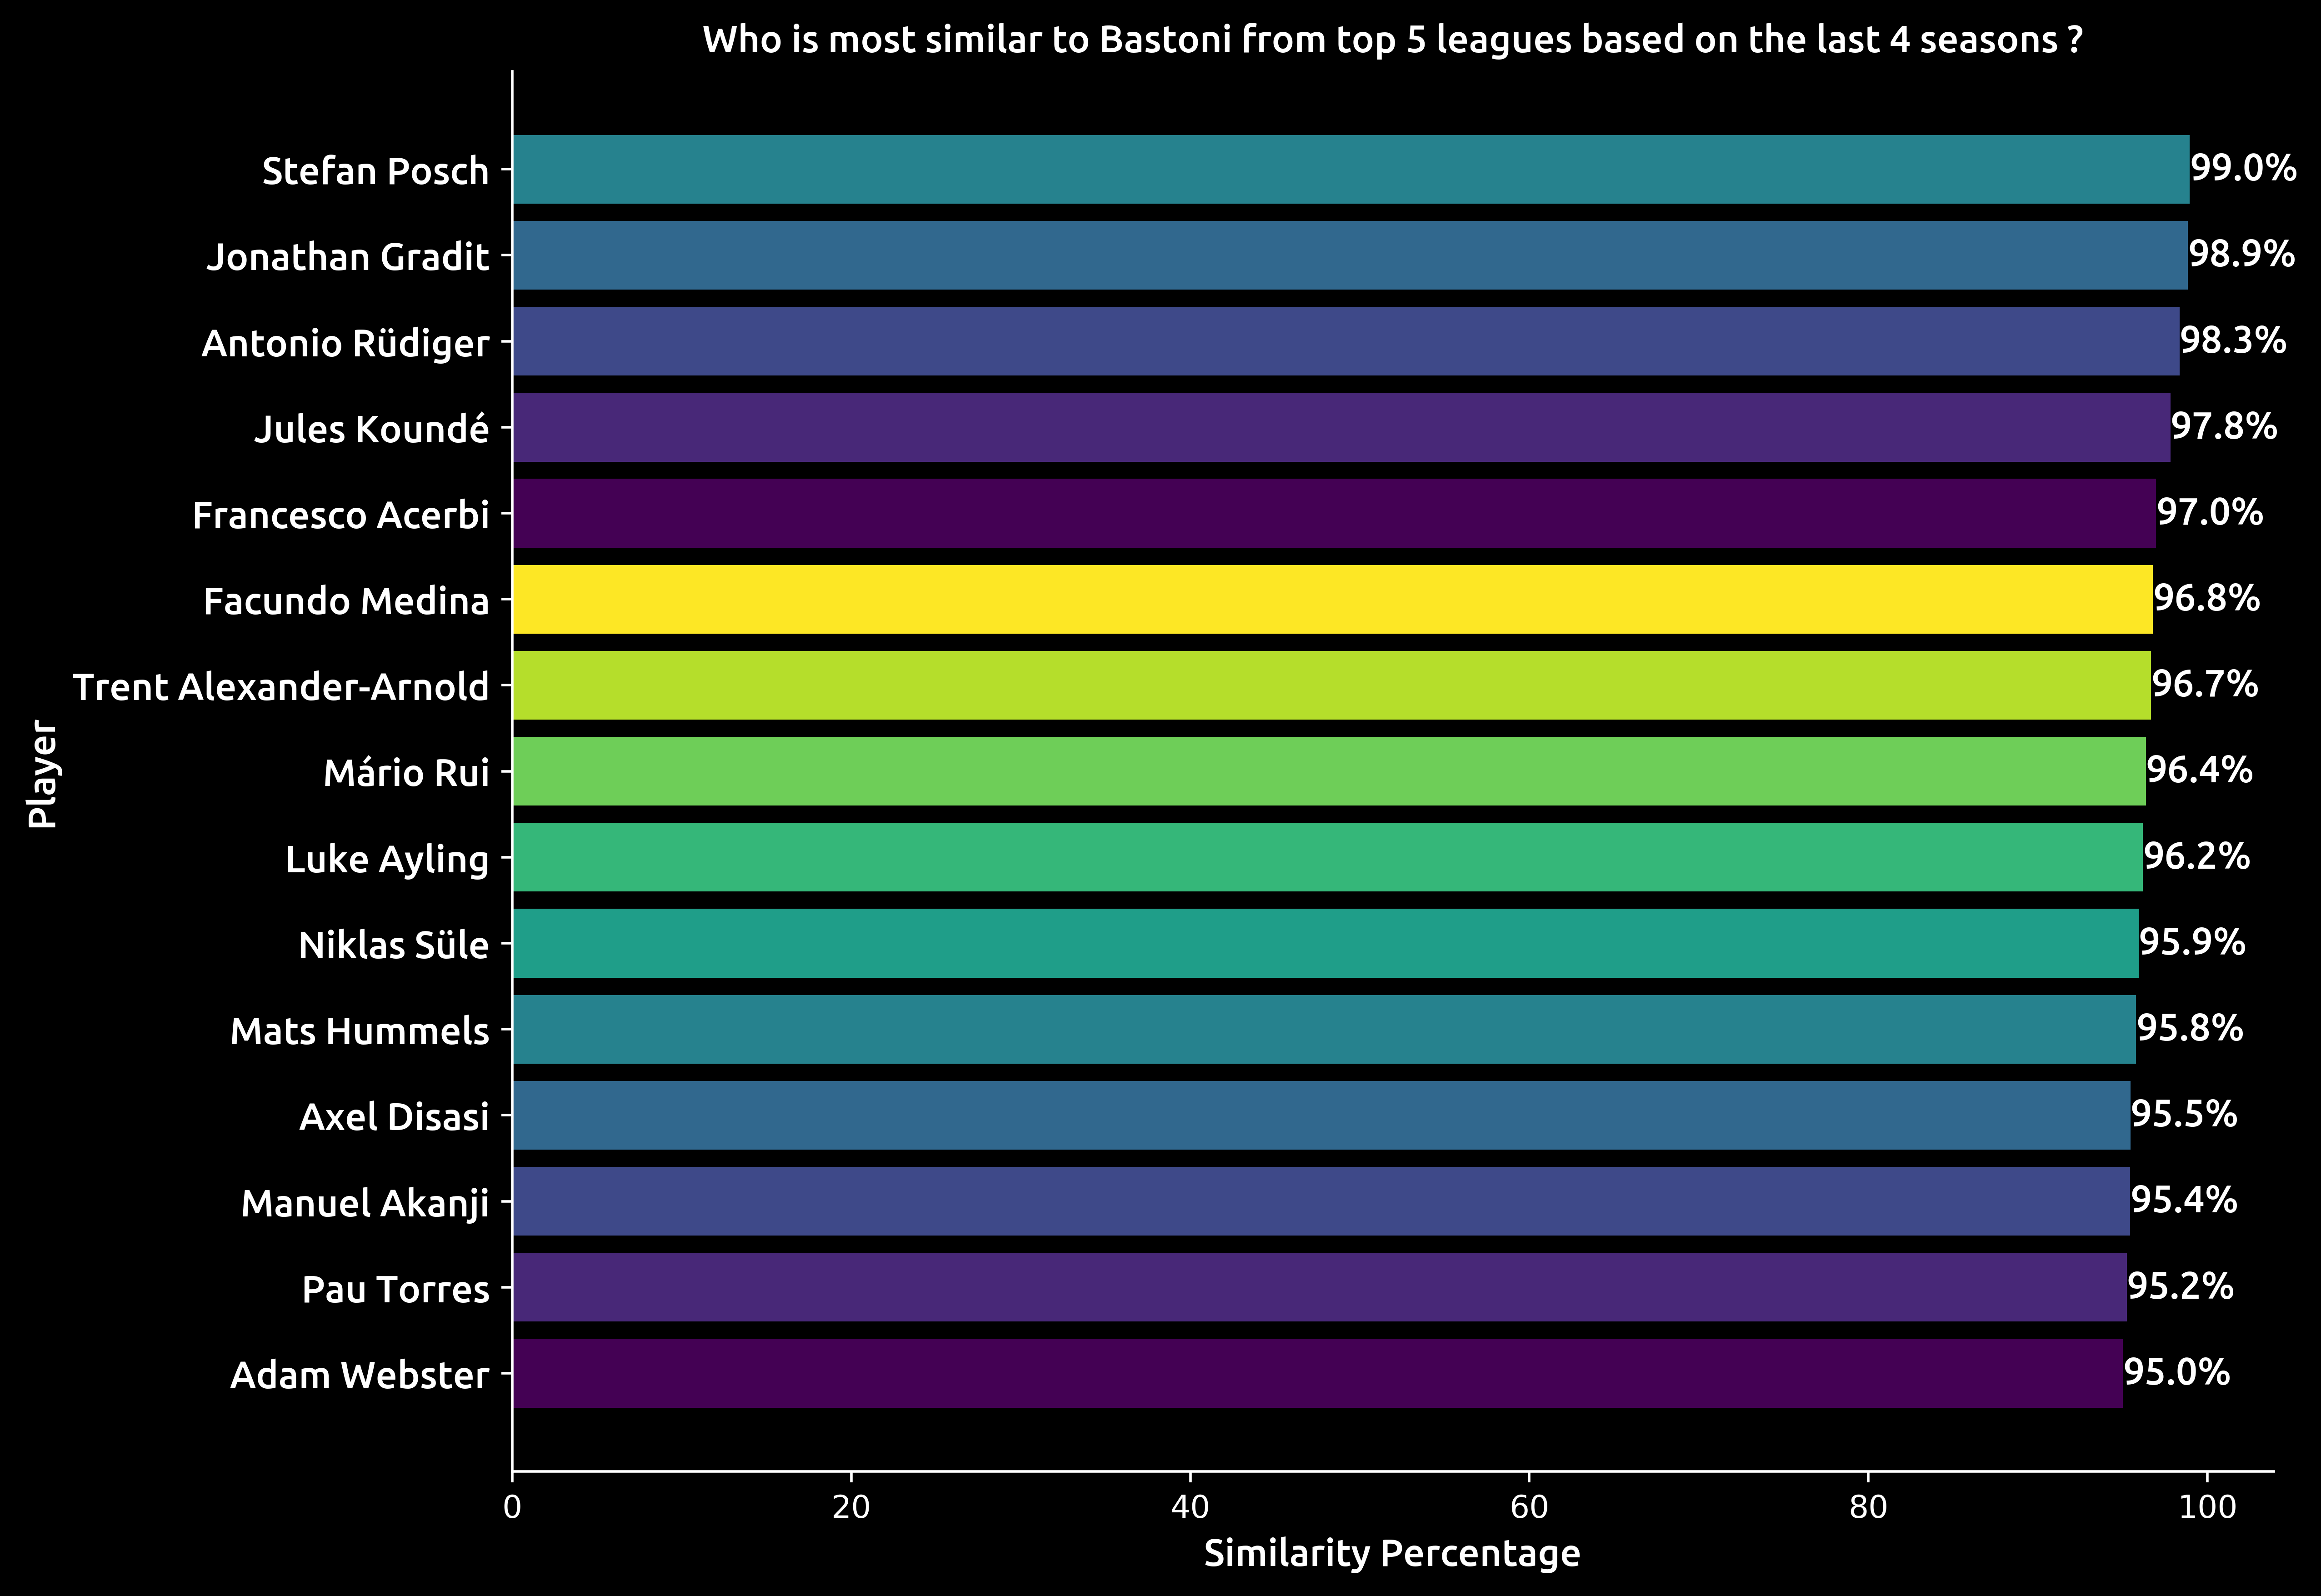 Who is most similar to Bastoni from top 5 leagues based on the last 4 seasons ?
Player
Stefan Posch 99.0%
Jonathan Gradit 98.9%
Antonio Rüdiger 98.3%
Jules Koundé 97.8%
Francesco Acerbi 97.0%
Facundo Medina 96.8%
Trent Alexander-Arnold 96.7%
Mário Rui 96.4%
Luke Ayling 96.2%
Niklas Süle 95.9%
Mats Hummels 95.8%
Axel Disasi 95.5%
Manuel Akanji 95.4%
Pau Torres 95.2%
Adam Webster 95.0%
0 20 40 60 80 100
Similarity Percentage